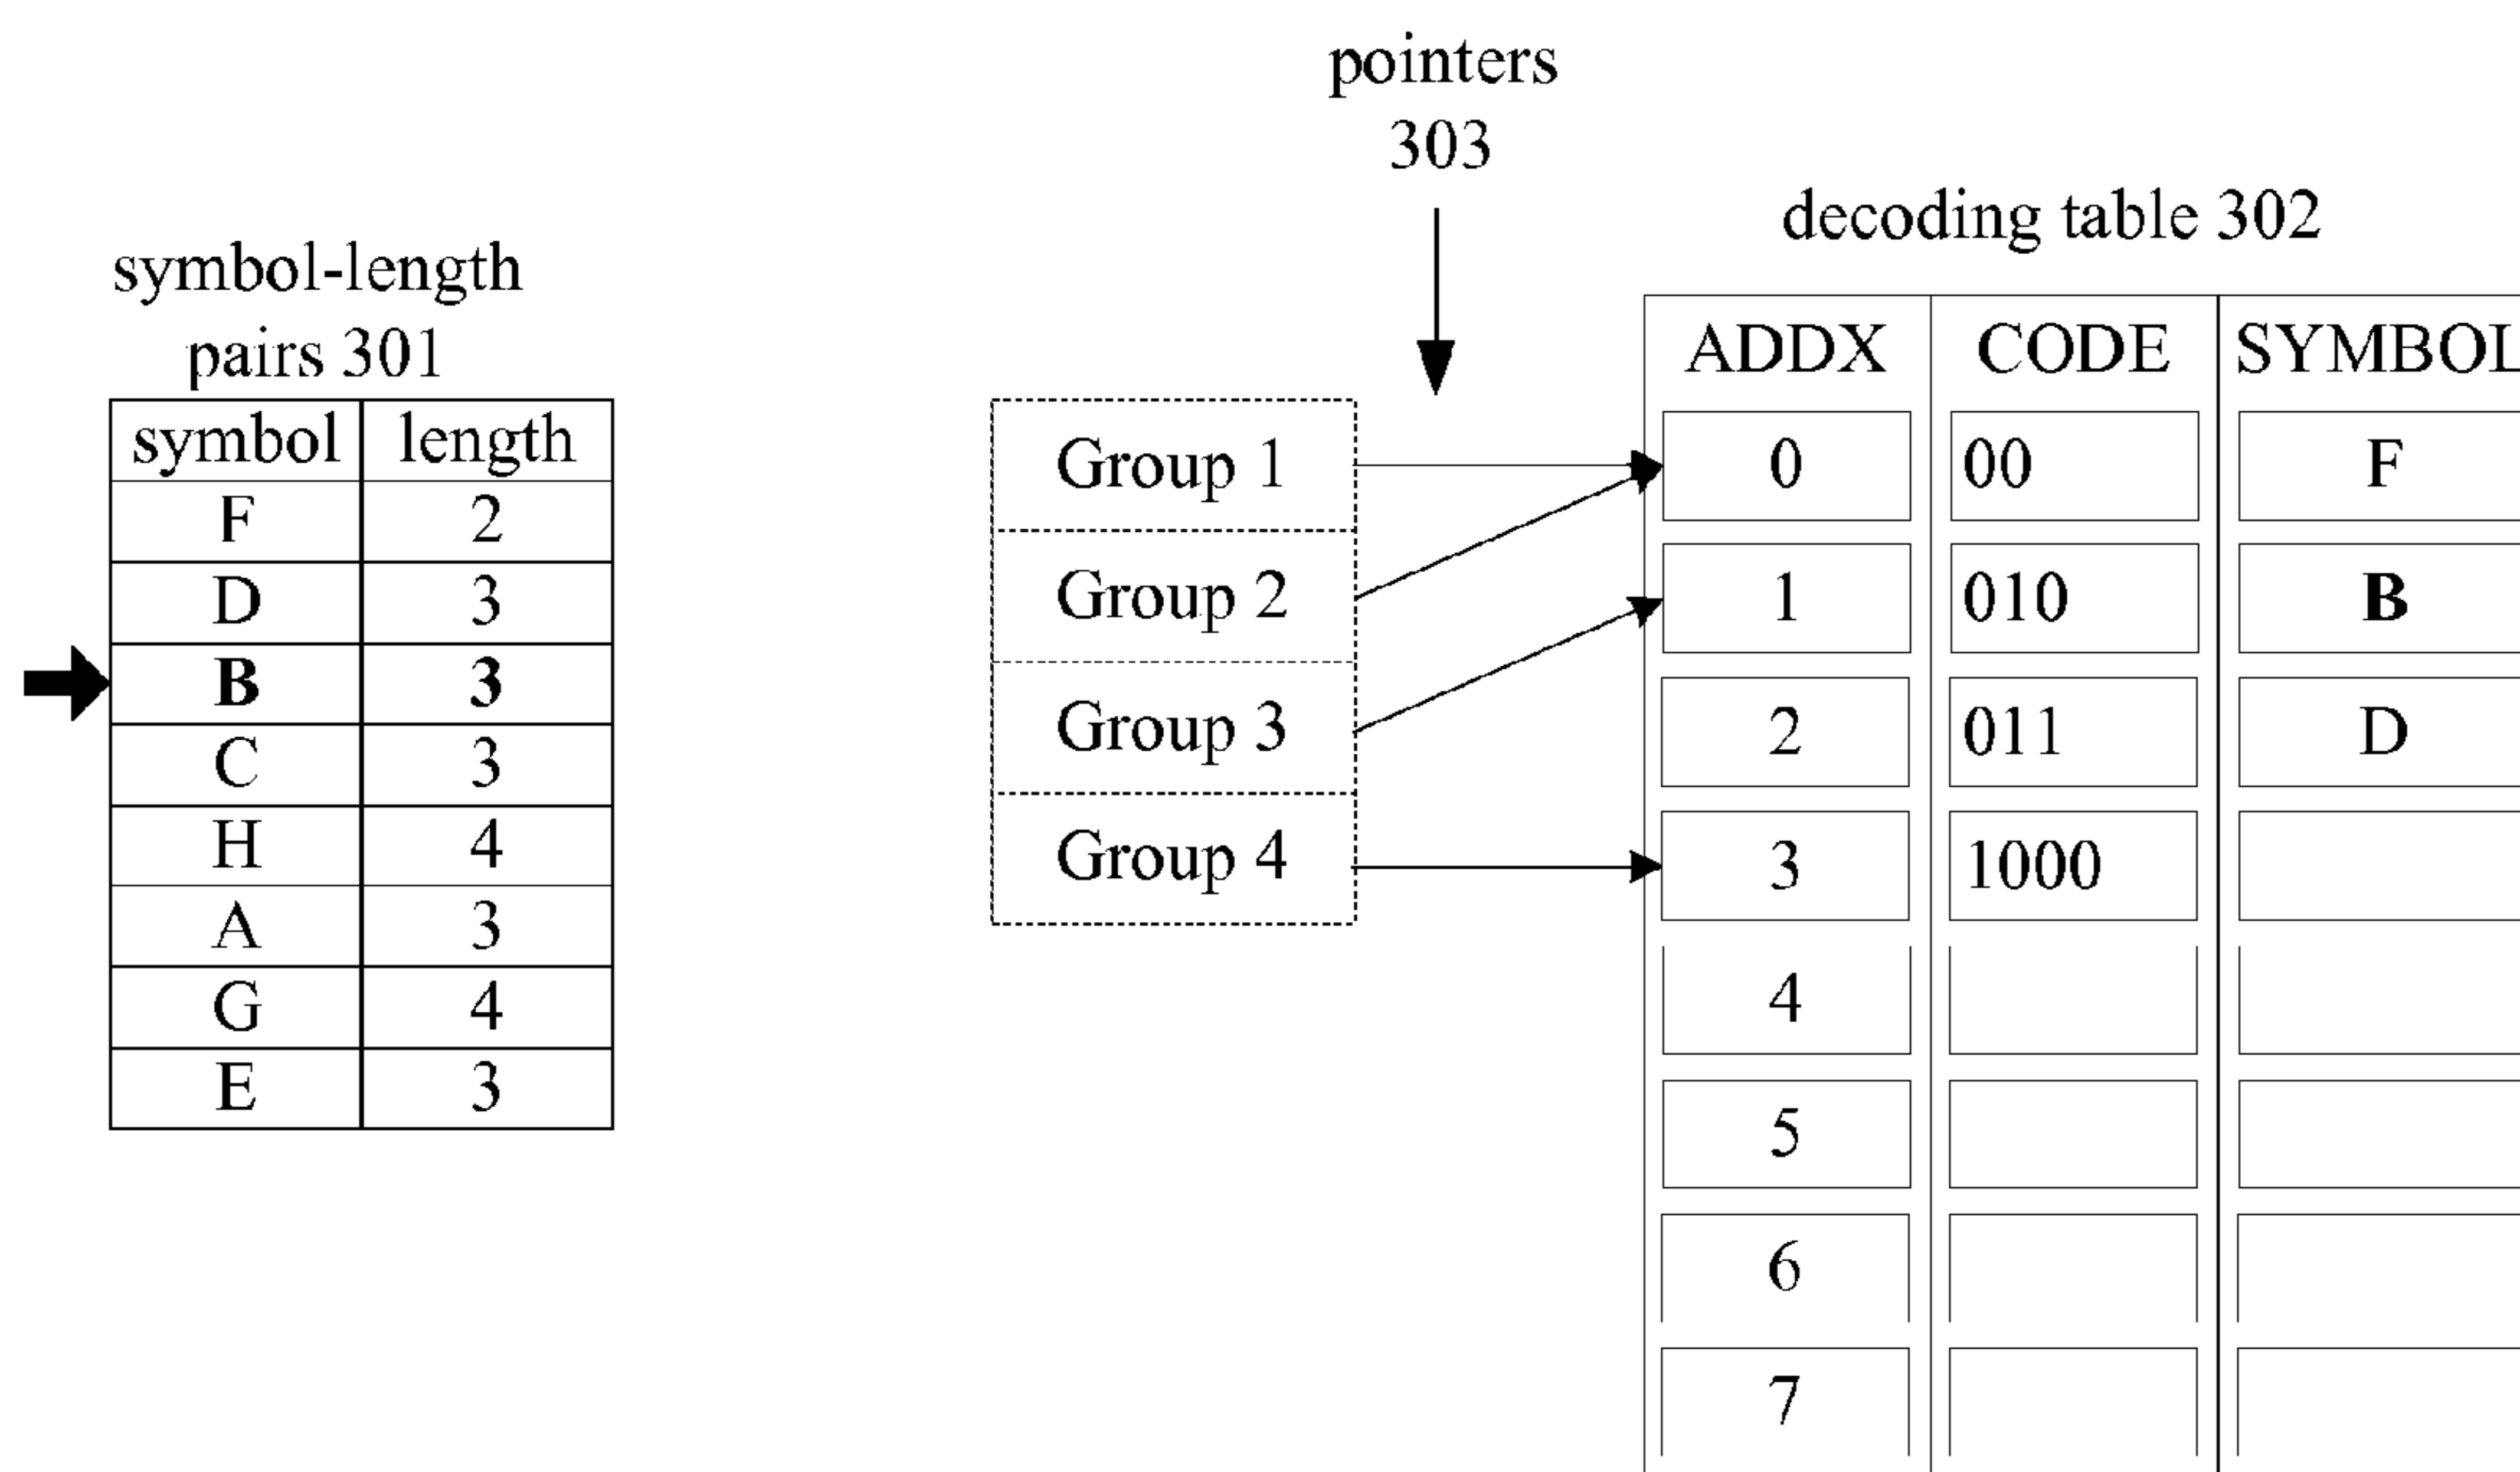 pointers
303
decoding table 302
symbol-length
pairs 301
symbol length
F 2
D 3
B 3
C 3
H 4
A 3
G 4
E 3
Group 1
Group 2
Group 3
Group 4
ADDX CODE SYMBOL
0 00 F
1 010 B
2 011 D
3 1000
4
5
6
7